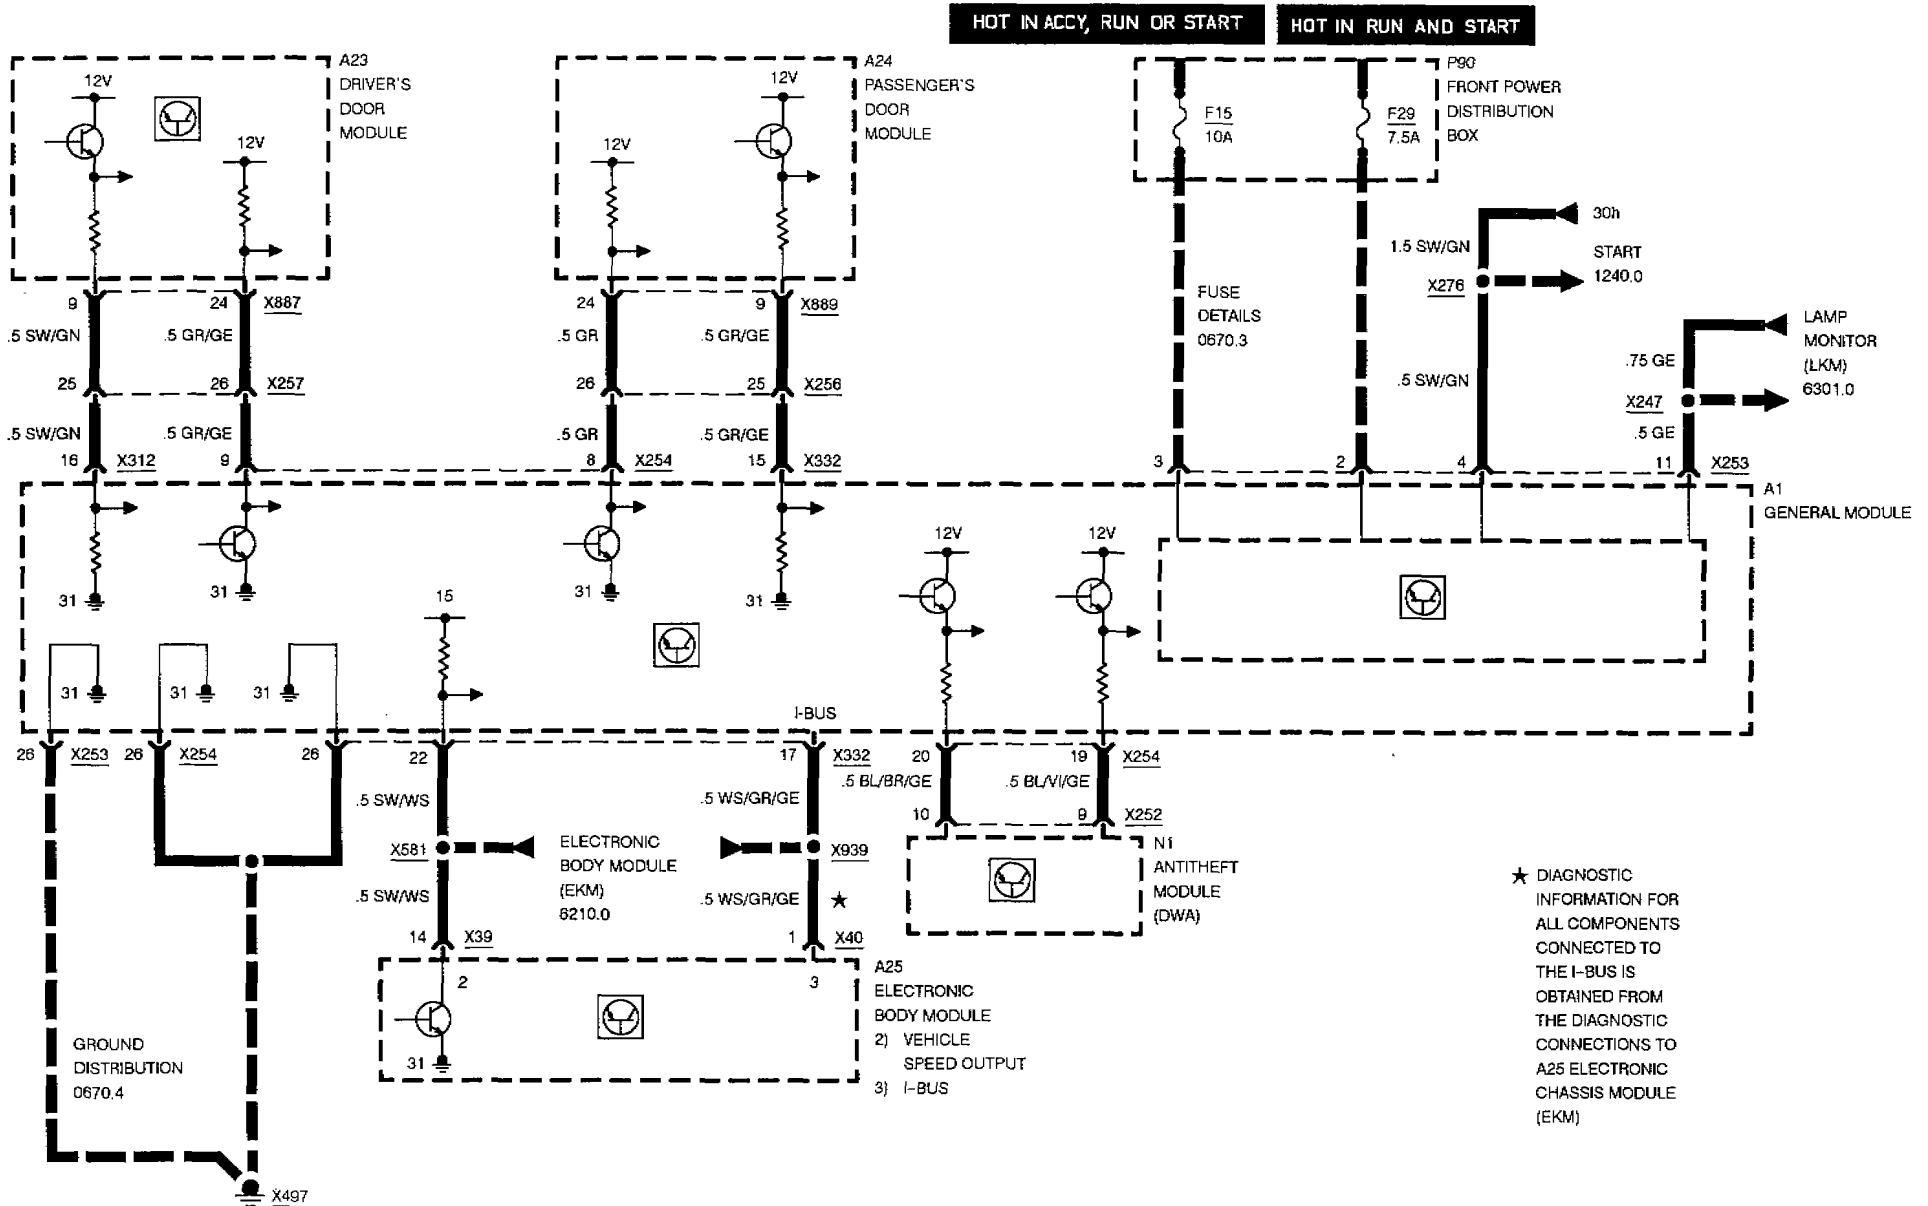 HOT IN ACCY, RUN OR START
HOT IN RUN AND START
A23
DRIVER'S
DOOR
MODULE
12V
12V
A24
PASSENGER'S
DOOR
MODULE
12V
12V
P90
FRONT POWER
DISTRIBUTION
BOX
F15
10A
F29
7.5A
30h
1.5 SW/GN
START
1240.0
X276
FUSE
DETAILS
0670.3
9
24
X887
24
9
X889
.5 SW/GN
.5 GR/GE
.5 GR
.5 GR/GE
LAMP
MONITOR
(LKM)
6301.0
.75 GE
25
26
X257
26
25
X256
.5 SW/GN
X247
.5 SW/GN
.5 GR/GE
.5 GR
.5 GR/GE
.5 GE
16
X312
9
8
X254
15
X332
3
2
4
11
X253
A1
GENERAL MODULE
12V
12V
31
31
31
31
15
31
31
31
I-BUS
26
X253
26
X254
26
22
17
X332
20
19
X254
.5 SW/WS
.5 WS/GR/GE
.5 BL/BR/GE
.5 BL/VI/GE
10
9
X252
X581
ELECTRONIC
BODY MODULE
(EKM)
6210.0
X939
N1
ANTITHEFT
MODULE
(DWA)
.5 SW/WS
.5 WS/GR/GE ★
14
X39
1
X40
2
3
31
A25
ELECTRONIC
BODY MODULE
2) VEHICLE
SPEED OUTPUT
3) I-BUS
★ DIAGNOSTIC
INFORMATION FOR
ALL COMPONENTS
CONNECTED TO
THE I-BUS IS
OBTAINED FROM
THE DIAGNOSTIC
CONNECTIONS TO
A25 ELECTRONIC
CHASSIS MODULE
(EKM)
GROUND
DISTRIBUTION
0670.4
X497